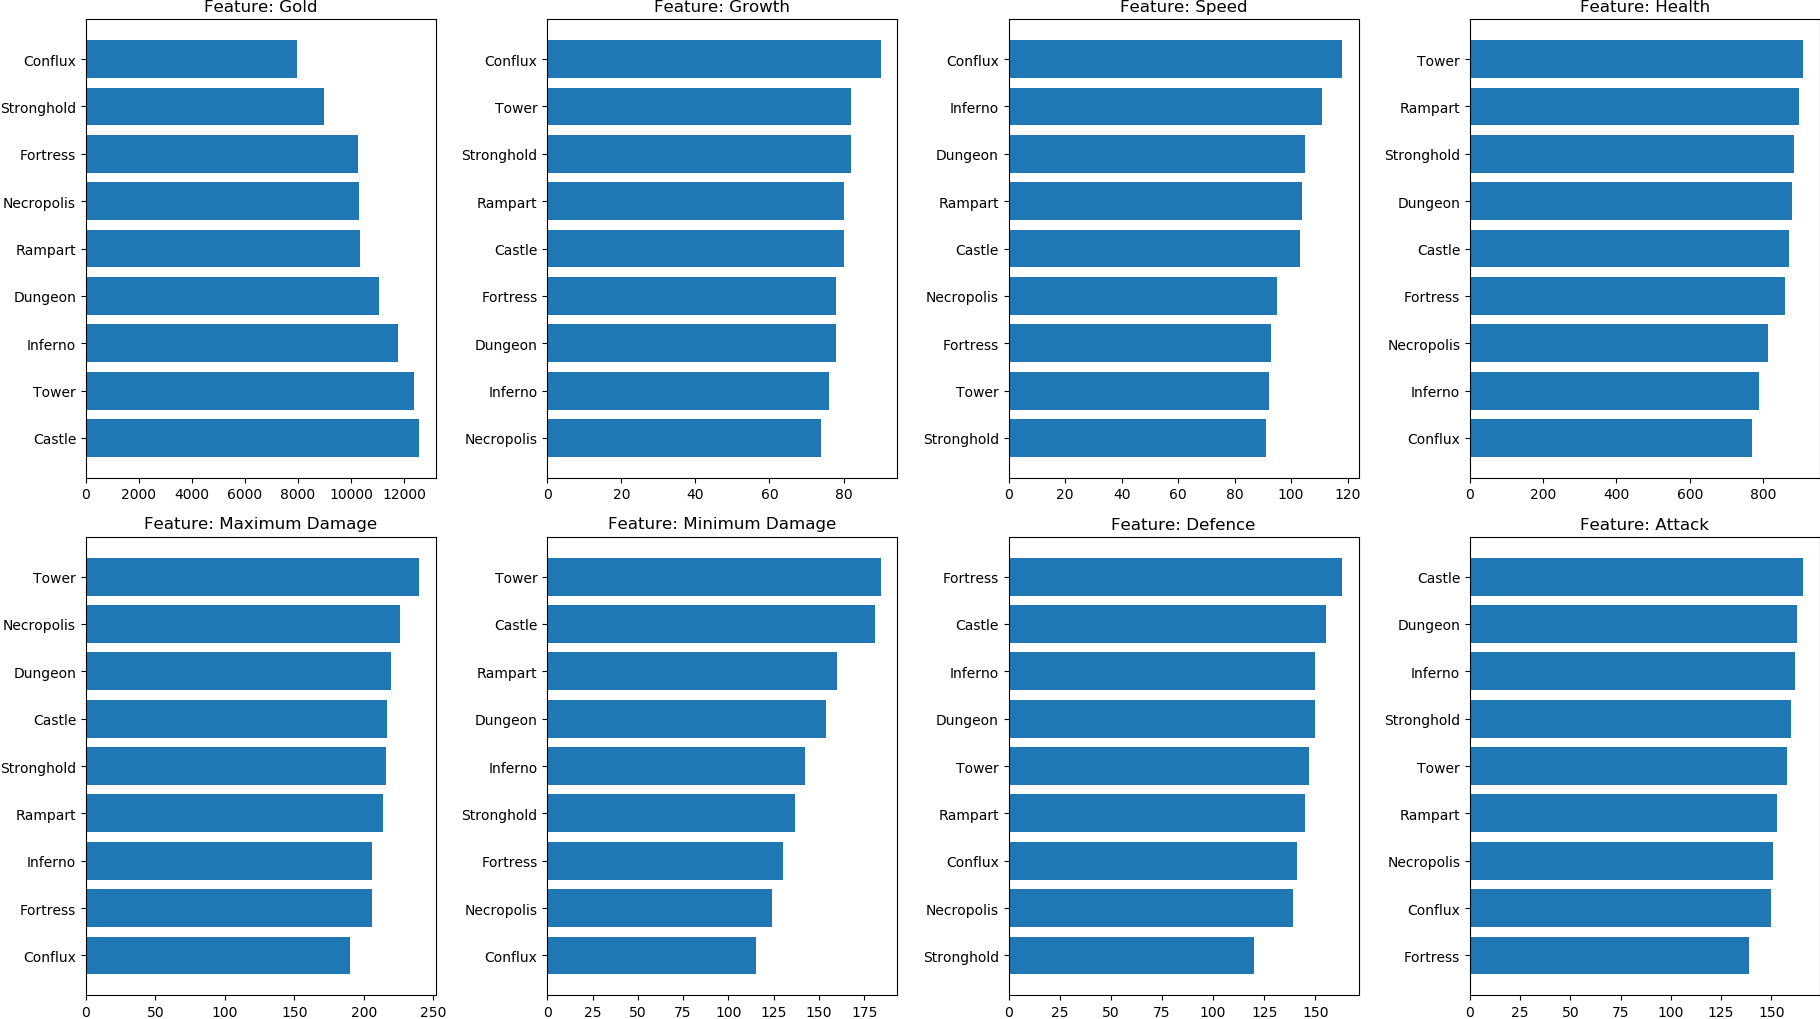 Feature: Gold
Conflux
Stronghold
Fortress
Necropolis
Rampart
Dungeon
Inferno
Tower
Castle
0 2000 4000 6000 8000 10000 12000
Feature: Growth
Conflux
Tower
Stronghold
Rampart
Castle
Fortress
Dungeon
Inferno
Necropolis
0 20 40 60 80
Feature: Speed
Conflux
Inferno
Dungeon
Rampart
Castle
Necropolis
Fortress
Tower
Stronghold
0 20 40 60 80 100 120
Feature: Health
Tower
Rampart
Stronghold
Dungeon
Castle
Fortress
Necropolis
Inferno
Conflux
0 200 400 600 800
Feature: Maximum Damage
Tower
Necropolis
Dungeon
Castle
Stronghold
Rampart
Inferno
Fortress
Conflux
0 50 100 150 200 250
Feature: Minimum Damage
Tower
Castle
Rampart
Dungeon
Inferno
Stronghold
Fortress
Necropolis
Conflux
0 25 50 75 100 125 150 175
Feature: Defence
Fortress
Castle
Inferno
Dungeon
Tower
Rampart
Conflux
Necropolis
Stronghold
0 25 50 75 100 125 150
Feature: Attack
Castle
Dungeon
Inferno
Stronghold
Tower
Rampart
Necropolis
Conflux
Fortress
0 25 50 75 100 125 150